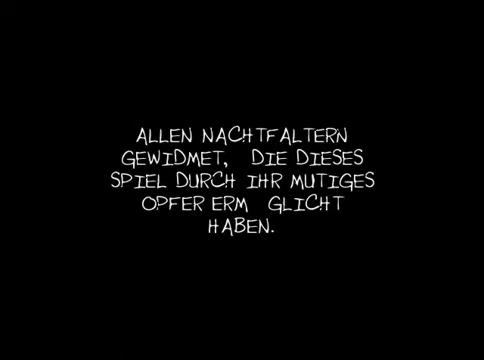 ALLEN NACHTFALTERN
GEWIDMET, DIE DIESES
SPIEL DURCH IHR MUTIGES
OPFER ERM GLICHT
HABEN.